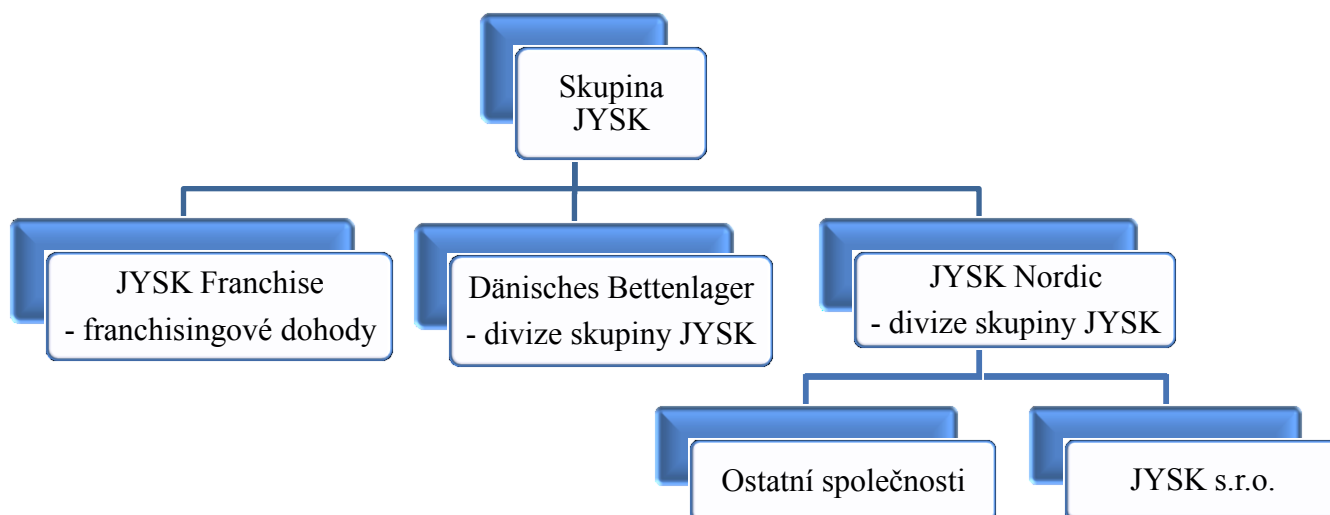 Skupina
JYSK
JYSK Franchise
- franchisingové dohody
Dänisches Bettenlager
- divize skupiny JYSK
JYSK Nordic
- divize skupiny JYSK
Ostatní společnosti
JYSK s.r.o.